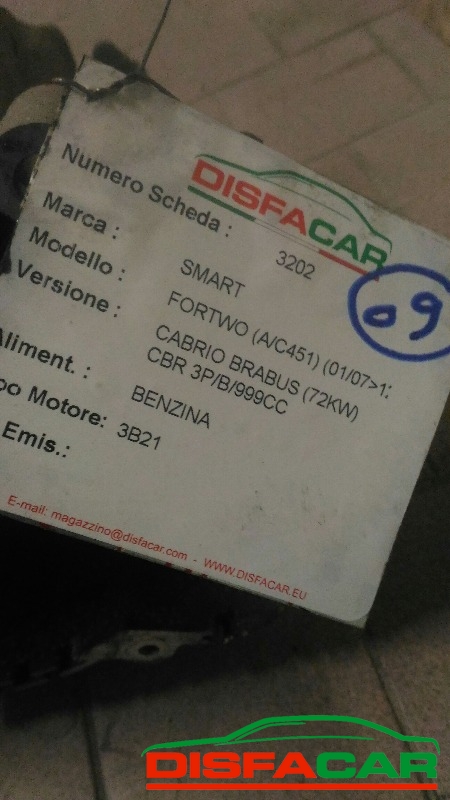 DISFACAR
Numero Scheda : 3202
Marca : SMART
Modello : FORTWO (A/C451) (01/07>1:
Versione : CABRIO BRABUS (72KW)
CBR 3P/B/999CC
Aliment. : BENZINA
po Motore: 3B21
Emis.:
09
E-mail: magazzino@disfacar.com - WWW.DISFACAR.EU
DISFACAR